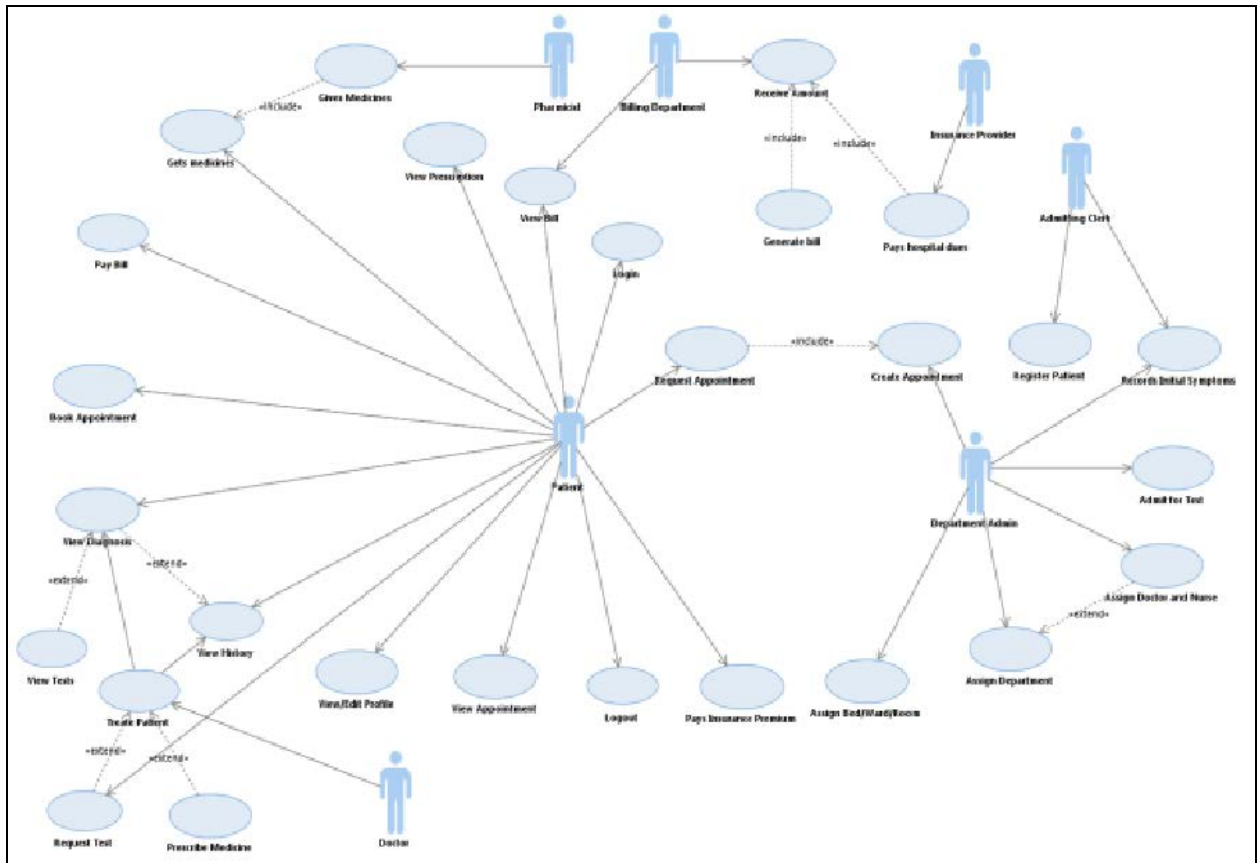 Given Medicines
Pharmicist
Billing Department
Receive Amount
Insurance Provider
«include»
Gets medicines
View Prescription
View Bill
«include»
«include»
Admitting Clerk
Generate bill
Pays hospital dues
Pay Bill
Login
Request Appointment
«include»
Create Appointment
Register Patient
Records Initial Symptoms
Book Appointment
Patient
Department Admin
Admit for Test
View Diagnosis
«extend»
«extend»
Assign Doctor and Nurse
«extend»
View History
View Tests
Treate Patient
View/Edit Profile
View Appointment
Logout
Pays Insurance Premium
Assign Bed/Ward/Room
Assign Department
«extend»
«extend»
Request Test
Prescribe Medicine
Doctor